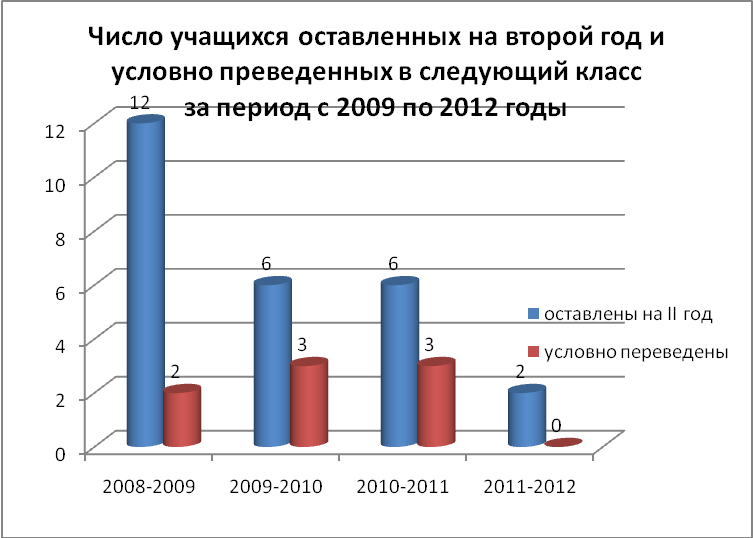 Число учащихся оставленных на второй год и
условно преведенных в следующий класс
за период с 2009 по 2012 годы
12
12
10
8
6
4
2
0
2
6
3
6
3
2
0
оставлены на II год
условно переведены
2008-2009 2009-2010 2010-2011 2011-2012